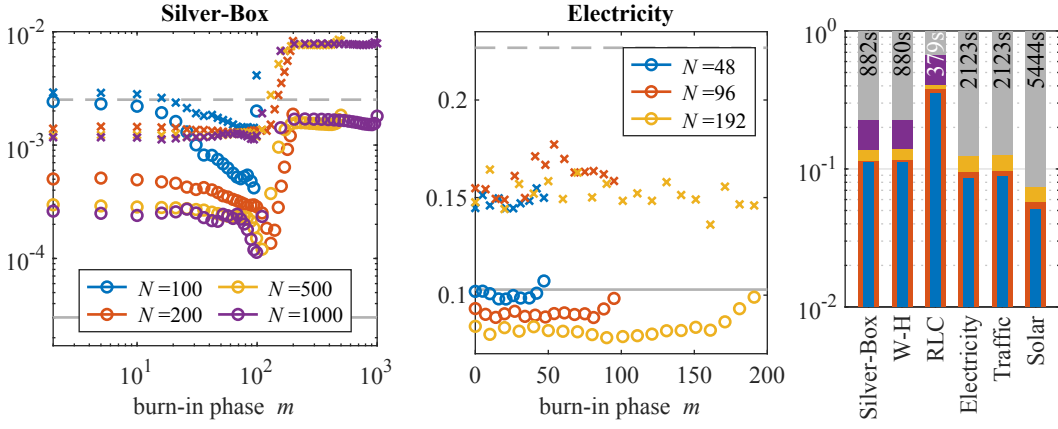 Silver-Box
10^-2
10^-3
10^-4
10^1
10^2
10^3
N =100
N =200
N =500
N =1000
burn-in phase m
Electricity
0.2
0.15
0.1
0
50
100
150
200
N =48
N =96
N =192
burn-in phase m
10^0
10^-1
10^-2
882s
880s
379s
2123s
2123s
5444s
Silver-Box
W-H
RLC
Electricity
Traffic
Solar